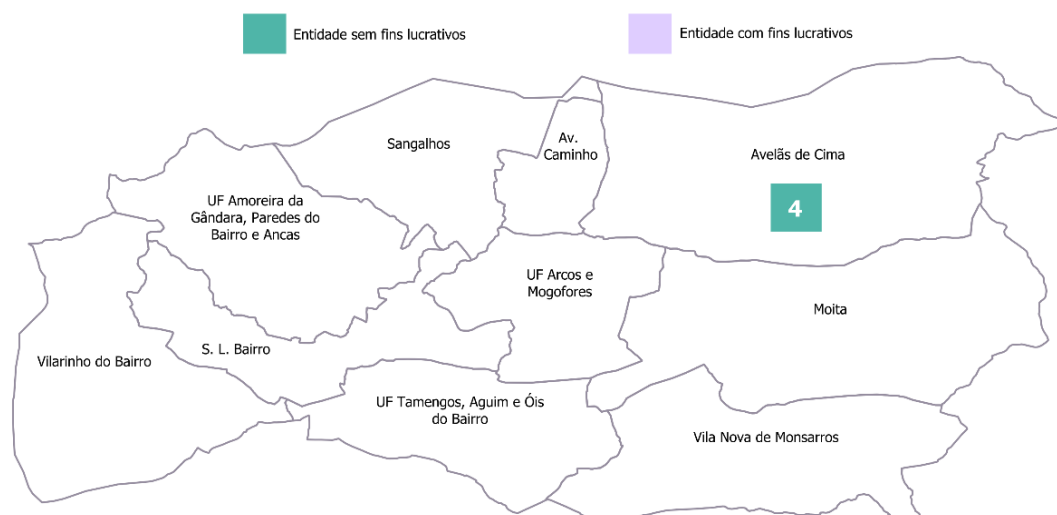 Entidade sem fins lucrativos
Entidade com fins lucrativos
Sangalhos
Av.
Caminho
Avelãs de Cima
4
UF Amoreira da
Gândara, Paredes do
Bairro e Ancas
UF Arcos e
Mogofores
Moita
S. L. Bairro
Vilarinho do Bairro
UF Tamengos, Aguim e Óis
do Bairro
Vila Nova de Monsarros